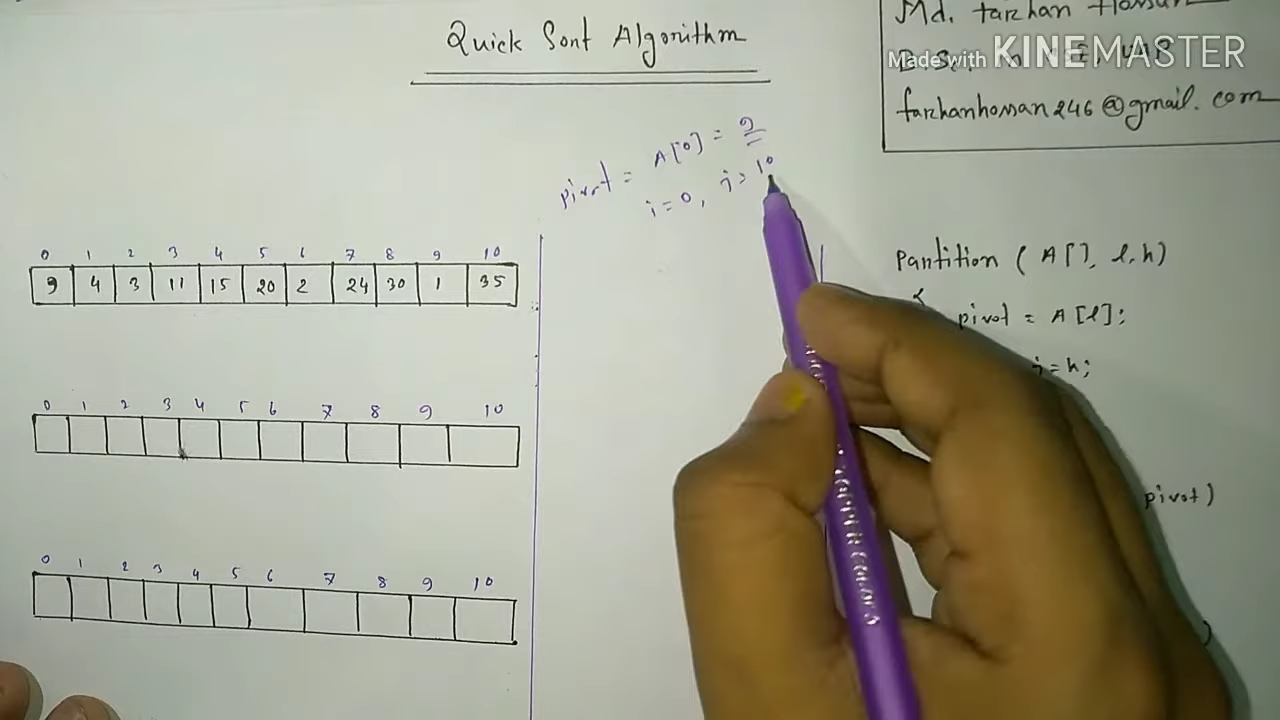 Quick Sort Algorithm
Md. Farhan Hossan
Made with KINEMASTER
B.Sc. in
farhanhossan246@gmail.com
pivot = A[0] = 9
i=0, j=10
0 1 2 3 4 5 6 7 8 9 10
9 4 3 11 15 20 2 24 30 1 35
0 1 2 3 4 5 6 7 8 9 10
0 1 2 3 4 5 6 7 8 9 10
Partition ( A[], l, h)
{
pivot = A[l];
j=h;
pivot)
)